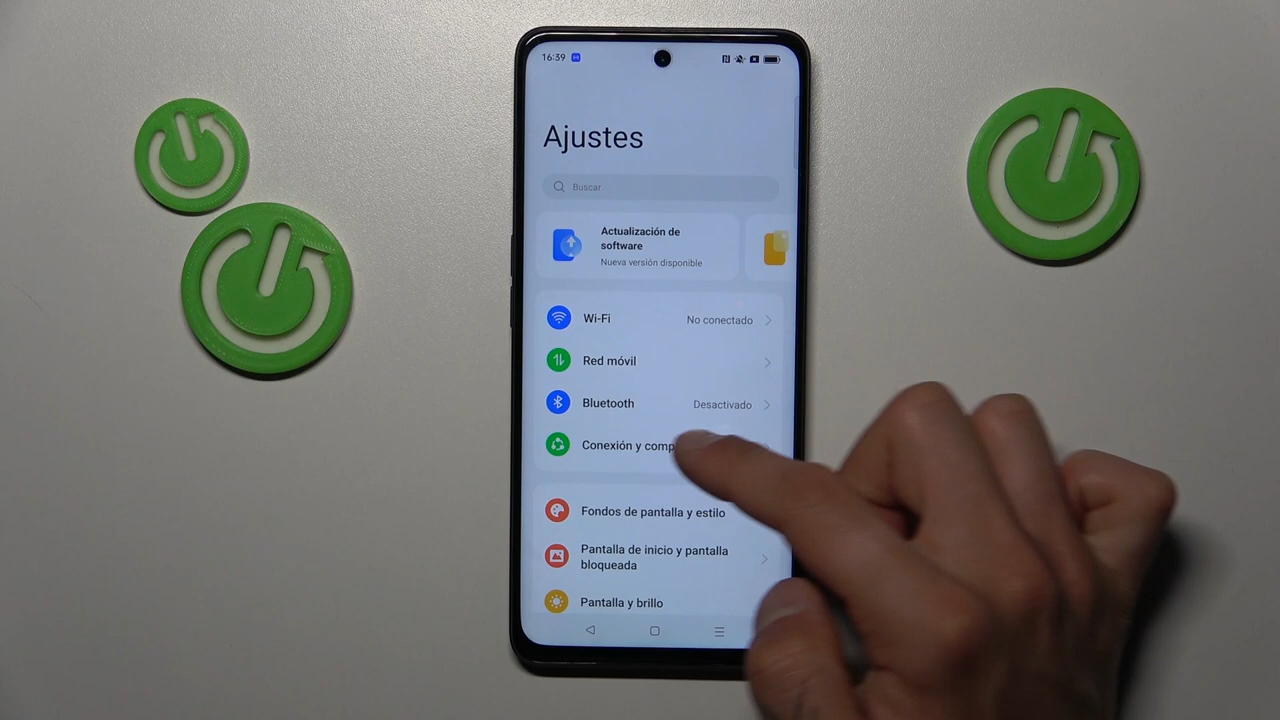 16:39
Ajustes
Buscar
Actualización de
software
Nueva versión disponible
Wi-Fi
No conectado
Red móvil
Bluetooth
Desactivado
Conexión y comp
Fondos de pantalla y estilo
Pantalla de inicio y pantalla
bloqueada
Pantalla y brillo